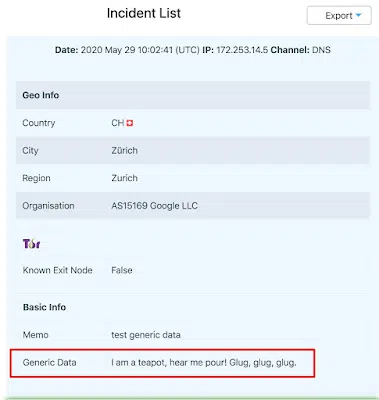 Incident List
Export
Date: 2020 May 29 10:02:41 (UTC) IP: 172.253.14.5 Channel: DNS
Geo Info
Country CH
City Zürich
Region Zurich
Organisation AS15169 Google LLC
Tor
Known Exit Node False
Basic Info
Memo test generic data
Generic Data I am a teapot, hear me pour! Glug, glug, glug.